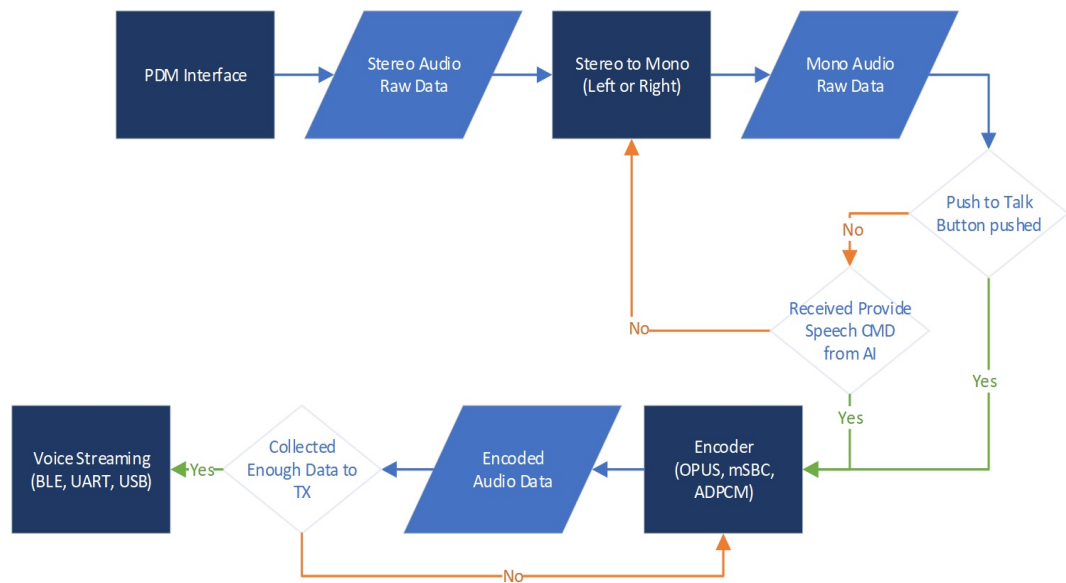 PDM Interface
Stereo Audio
Raw Data
Stereo to Mono
(Left or Right)
Mono Audio
Raw Data
Push to Talk
Button pushed
No
Received Provide
Speech CMD
from AI
No
Yes
Yes
Voice Streaming
(BLE, UART, USB)
Yes
Collected
Enough Data to
TX
Encoded
Audio Data
Encoder
(OPUS, mSBC,
ADPCM)
No